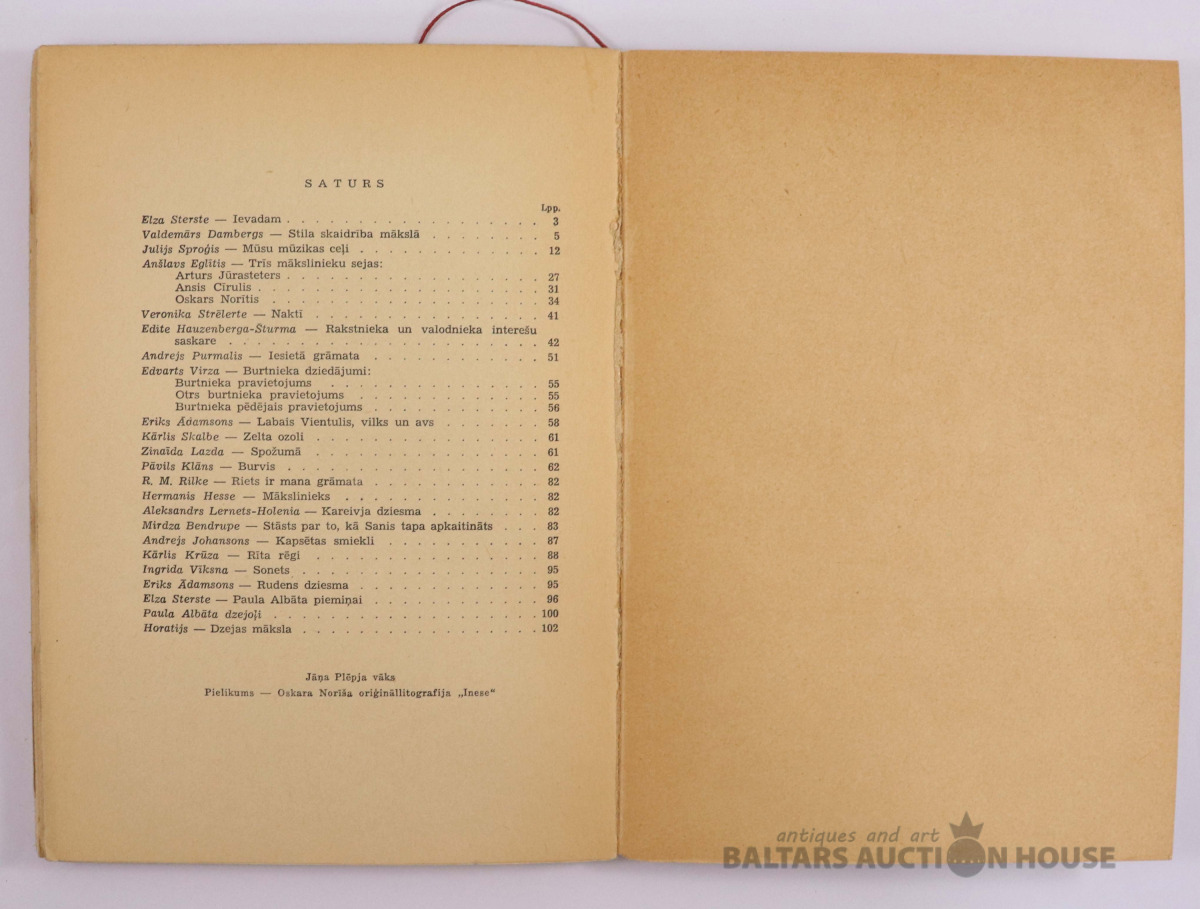 SATURS
Lpp.
Elza Sterste — Ievadam . . . . . . . . . . . . . . . . . . 3
Valdemārs Dambergs — Stila skaidrība mākslā . . . . . . . . 5
Julijs Sproģis — Mūsu mūzikas ceļi . . . . . . . . . . . . . 12
Anšlavs Eglītis — Trīs mākslinieku sejas:
Arturs Jūrasteters . . . . . . . . . . . . . . . . . . 27
Ansis Cīrulis . . . . . . . . . . . . . . . . . . . . 31
Oskars Norītis . . . . . . . . . . . . . . . . . . . 34
Veronika Strēlerte — Naktī . . . . . . . . . . . . . . . . 41
Edite Hauzenberga-Šturma — Rakstnieka un valodnieka interešu
saskare . . . . . . . . . . . . . . . . . . . . . . 42
Andrejs Purmalis — Iesietā grāmata . . . . . . . . . . . . 51
Edvarts Virza — Burtnieka dziedājumi:
Burtnieka pravietojums . . . . . . . . . . . . . . . 55
Otrs burtnieka pravietojums . . . . . . . . . . . . . 55
Burtnieka pēdējais pravietojums . . . . . . . . . . . . 56
Eriks Ādamsons — Labais Vientulis, vilks un avs . . . . . . . 58
Kārlis Skalbe — Zelta ozoli . . . . . . . . . . . . . . . . 61
Zinaīda Lazda — Spožumā . . . . . . . . . . . . . . . . 61
Pāvils Klāns — Burvis . . . . . . . . . . . . . . . . . . 62
R. M. Rilke — Riets ir mana grāmata . . . . . . . . . . . . 82
Hermanis Hesse — Mākslinieks . . . . . . . . . . . . . . 82
Aleksandrs Lernets-Holenia — Kareivja dziesma . . . . . . . . 82
Mirdza Bendrupe — Stāsts par to, kā Sanis tapa apkaitināts . . . 83
Andrejs Johansons — Kapsētas smiekli . . . . . . . . . . . 87
Kārlis Krūza — Rīta rēgi . . . . . . . . . . . . . . . . 88
Ingrida Vīksna — Sonets . . . . . . . . . . . . . . . . . 95
Eriks Ādamsons — Rudens dziesma . . . . . . . . . . . . . 95
Elza Sterste — Paula Albāta piemiņai . . . . . . . . . . . . 96
Paula Albāta dzejoļi . . . . . . . . . . . . . . . . . . . 100
Horatijs — Dzejas māksla . . . . . . . . . . . . . . . . . 102
Jāņa Plēpja vāks
Pielikums — Oskara Norīša oriģinállitografija „Inese“
antiques and art
BALTARS AUCTION HOUSE